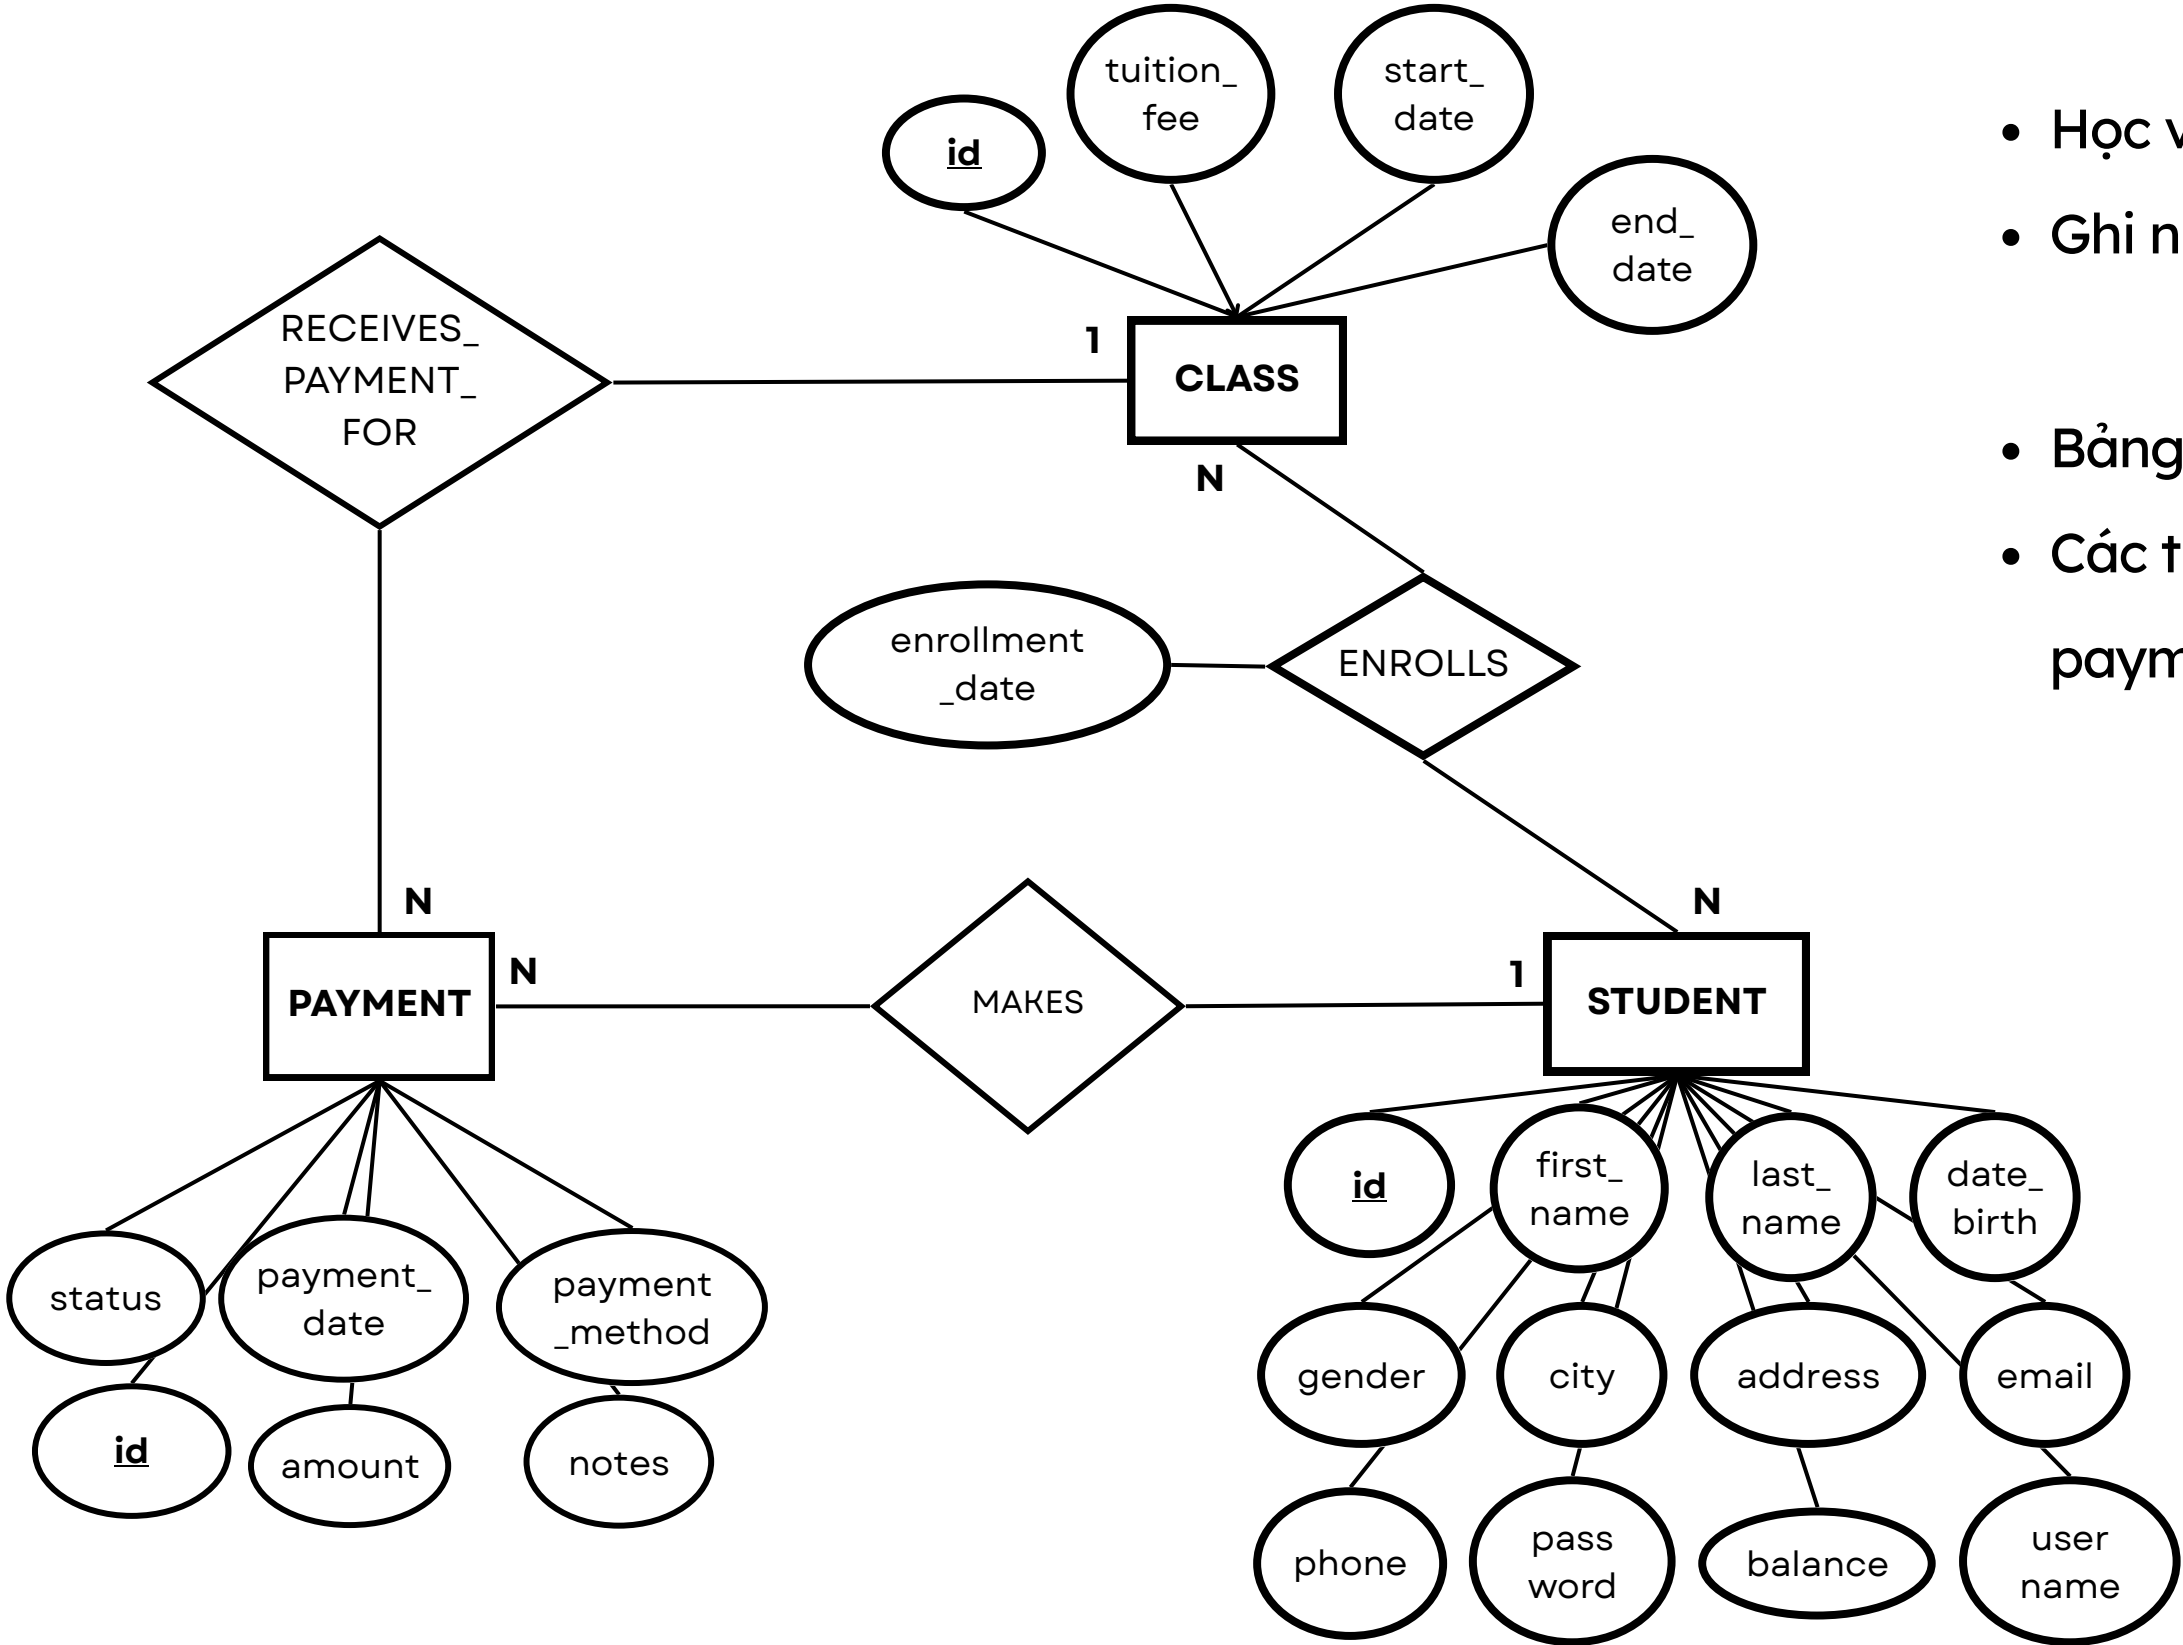 tuition_
fee
start_
date
id
end_
date
RECEIVES_
PAYMENT_
FOR
1
CLASS
N
enrollment
_date
ENROLLS
N
N
PAYMENT
N
MAKES
1
STUDENT
id
first_
name
last_
name
date_
birth
status
payment_
date
payment
_method
gender
city
address
email
id
amount
notes
phone
pass
word
balance
user
name
• Học
• Ghi
• Bảng
• Các